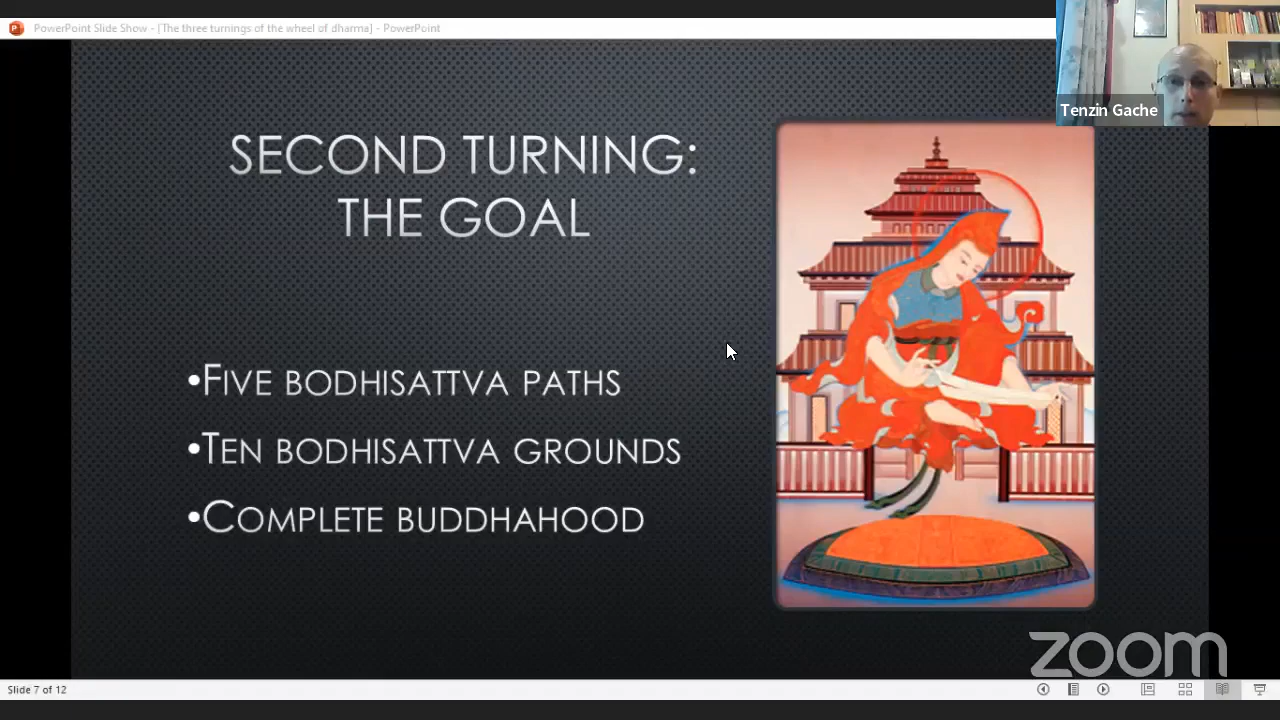 PowerPoint Slide Show - [The three turnings of the wheel of dharma] - PowerPoint
Tenzin Gache
SECOND TURNING:
THE GOAL
•FIVE BODHISATTVA PATHS
•TEN BODHISATTVA GROUNDS
•COMPLETE BUDDHAHOOD
zoom
Slide 7 of 12